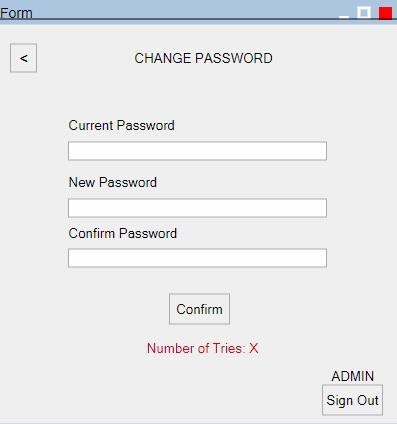 Form
<
CHANGE PASSWORD
Current Password
New Password
Confirm Password
Confirm
Number of Tries: X
ADMIN
Sign Out